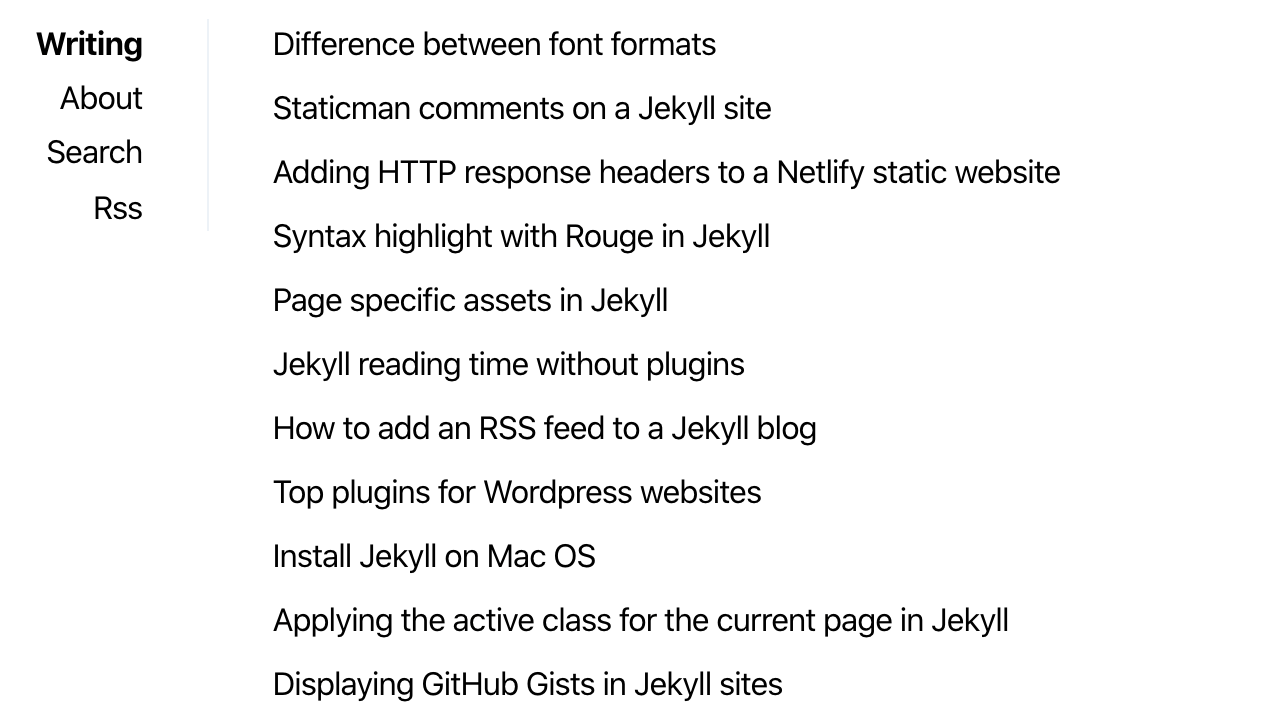 Writing
About
Search
Rss
Difference between font formats
Staticman comments on a Jekyll site
Adding HTTP response headers to a Netlify static website
Syntax highlight with Rouge in Jekyll
Page specific assets in Jekyll
Jekyll reading time without plugins
How to add an RSS feed to a Jekyll blog
Top plugins for Wordpress websites
Install Jekyll on Mac OS
Applying the active class for the current page in Jekyll
Displaying GitHub Gists in Jekyll sites